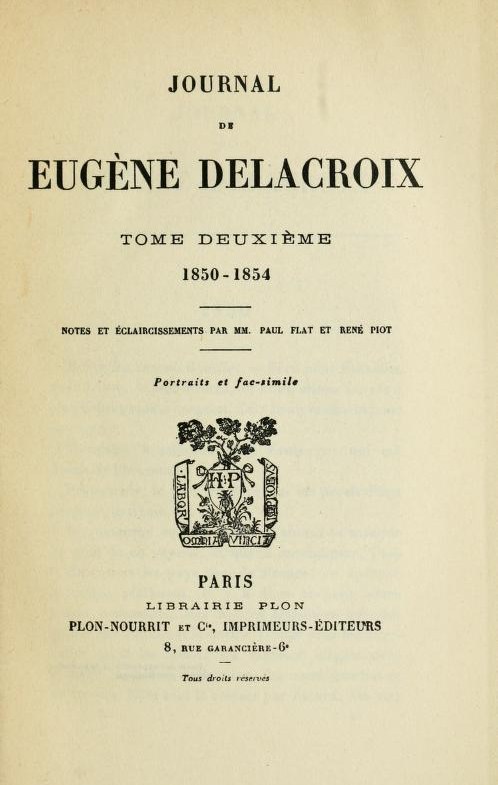 JOURNAL
DE
EUGÈNE DELACROIX
TOME DEUXIÈME
1850-1854
NOTES ET ÉCLAIRCISSEMENTS PAR MM. PAUL FLAT ET RENÉ PIOT
Portraits et fac-simile
LABOR
H P
IMPROBVS
OMNIA VINCIT
PARIS
LIBRAIRIE PLON
PLON-NOURRIT ET Cie, IMPRIMEURS-ÉDITEURS
8, RUE GARANCIÈRE-6e
Tous droits réservés